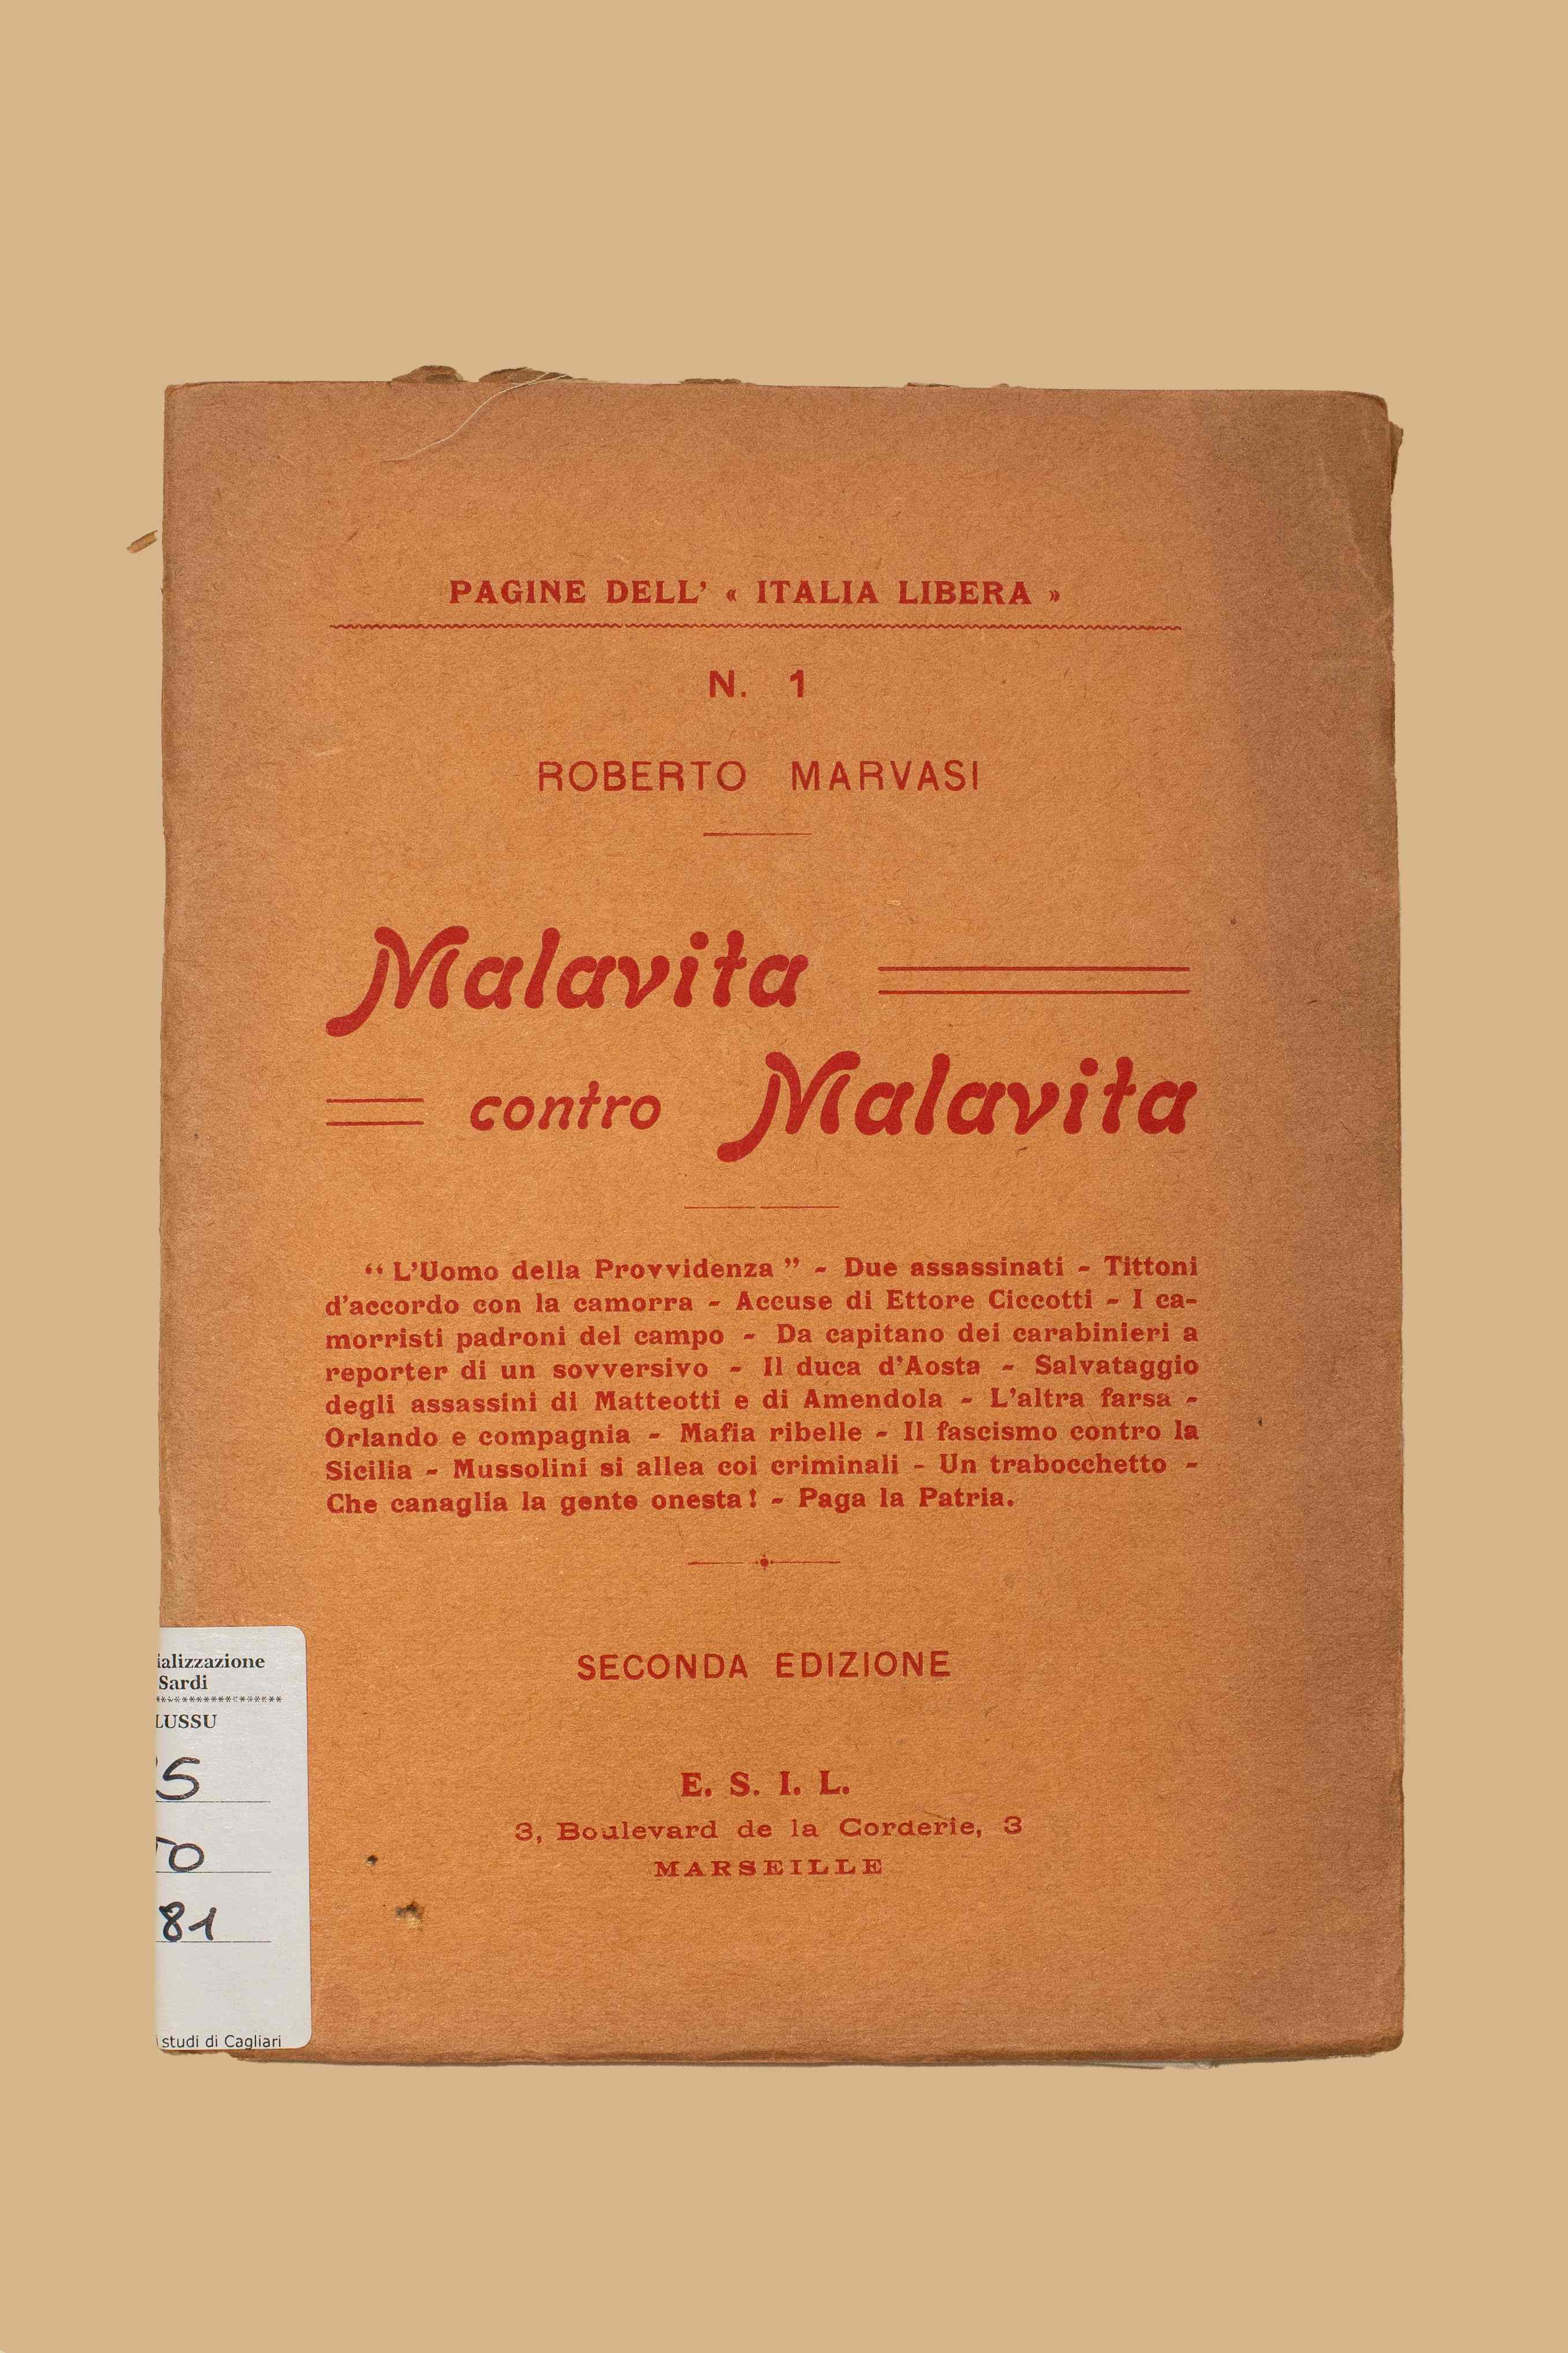 PAGINE DELL' « ITALIA LIBERA »
N. 1
ROBERTO MARVASI
Malavita
contro Malavita
“ L'Uomo della Provvidenza ” - Due assassinati - Tittoni
d'accordo con la camorra - Accuse di Ettore Ciccotti - I ca-
morristi padroni del campo - Da capitano dei carabinieri a
reporter di un sovversivo - Il duca d'Aosta - Salvataggio
degli assassini di Matteotti e di Amendola - L'altra farsa -
Orlando e compagnia - Mafia ribelle - Il fascismo contro la
Sicilia - Mussolini si allea coi criminali - Un trabocchetto -
Che canaglia la gente onesta! - Paga la Patria.
SECONDA EDIZIONE
E. S. I. L.
3, Boulevard de la Corderie, 3
MARSEILLE
ializzazione
Sardi
LUSSU
5
0
81
studi di Cagliari